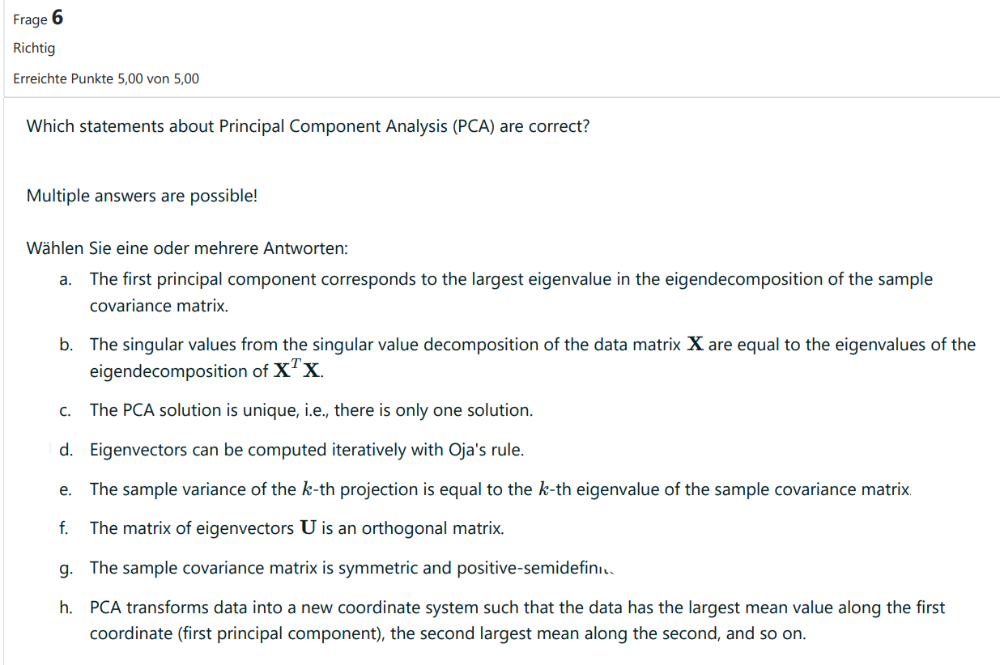 Frage 6
Richtig
Erreichte Punkte 5,00 von 5,00
Which statements about Principal Component Analysis (PCA) are correct?
Multiple answers are possible!
Wählen Sie eine oder mehrere Antworten:
a. The first principal component corresponds to the largest eigenvalue in the eigendecomposition of the sample
covariance matrix.
b. The singular values from the singular value decomposition of the data matrix X are equal to the eigenvalues of the
eigendecomposition of X^T X.
c. The PCA solution is unique, i.e., there is only one solution.
d. Eigenvectors can be computed iteratively with Oja's rule.
e. The sample variance of the k-th projection is equal to the k-th eigenvalue of the sample covariance matrix.
f. The matrix of eigenvectors U is an orthogonal matrix.
g. The sample covariance matrix is symmetric and
h. PCA transforms data into a new coordinate system such that the data has the largest mean value along the first
coordinate (first principal component), the second largest mean along the second, and so on.